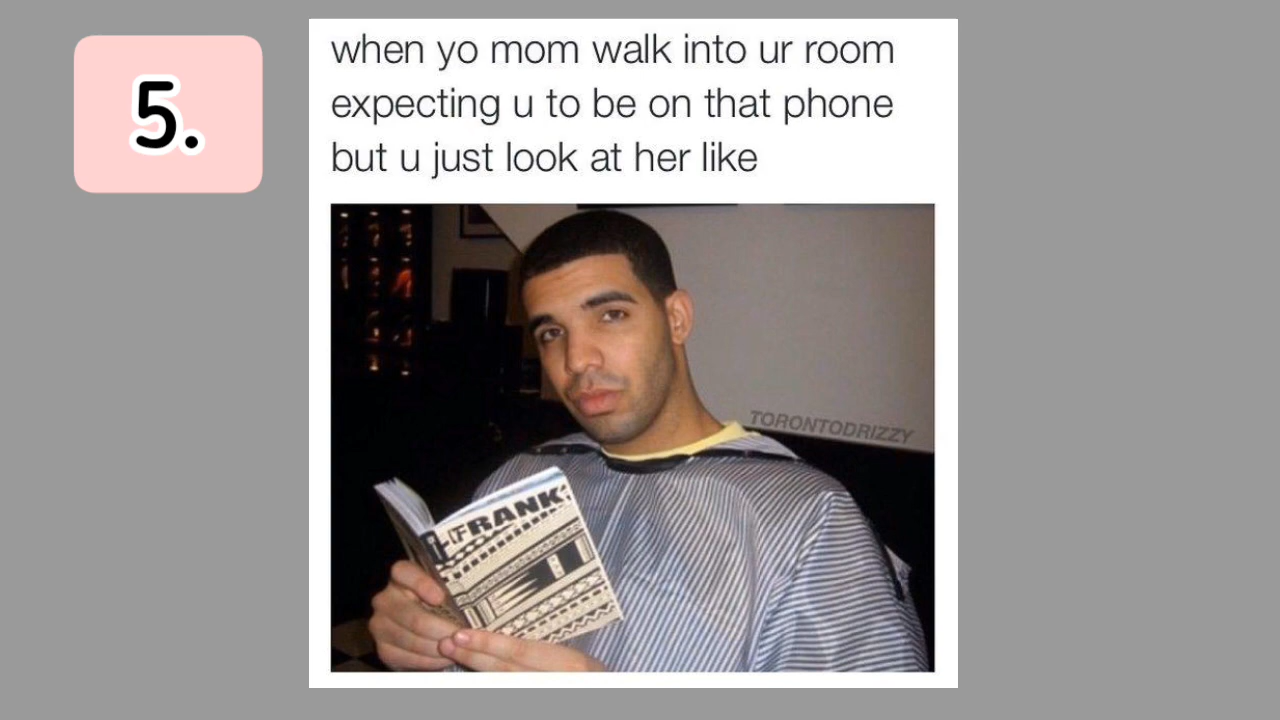 5.
when yo mom walk into ur room
expecting u to be on that phone
but u just look at her like
TORONTODRIZZY
FRANK